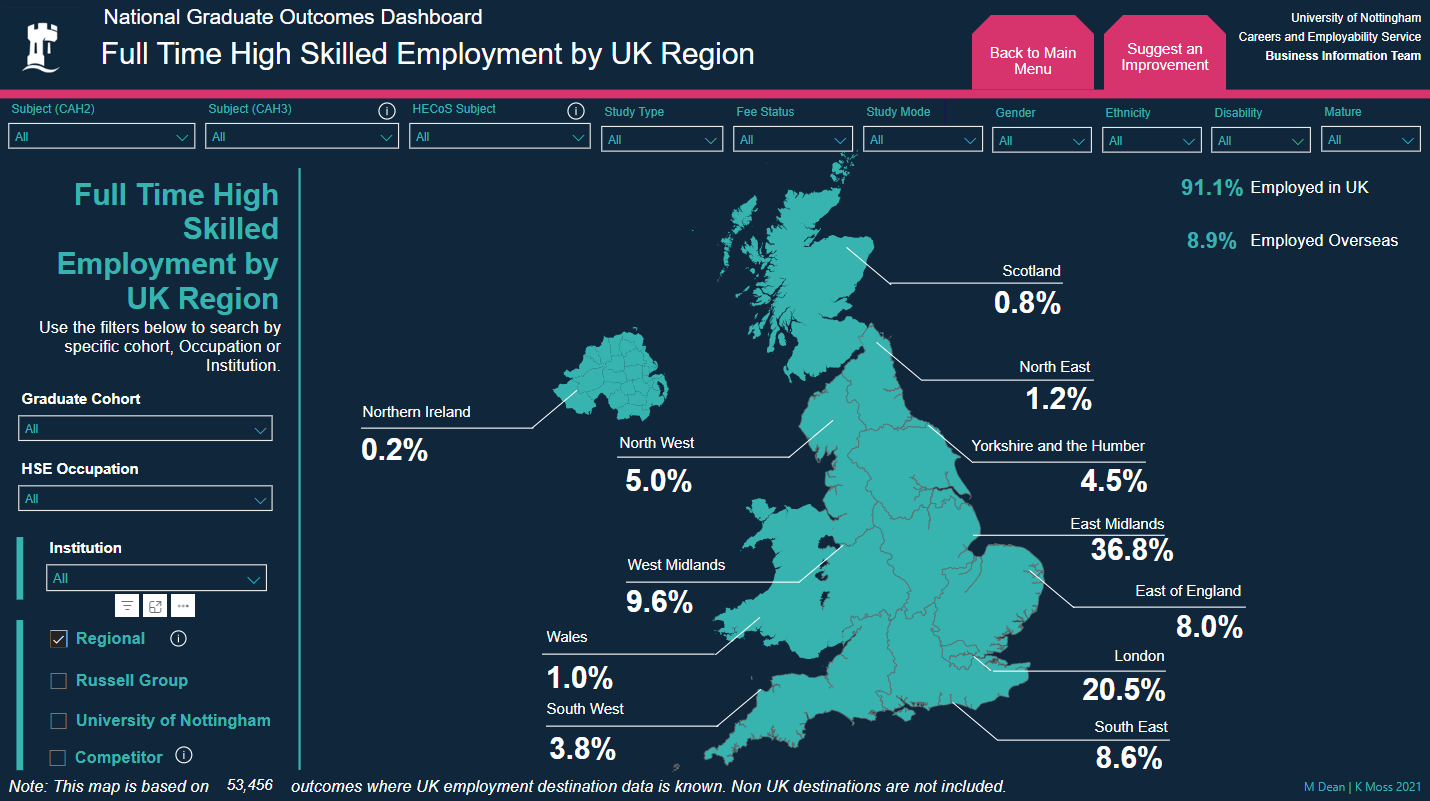 National Graduate Outcomes Dashboard
Full Time High Skilled Employment by UK Region
Back to Main
Menu
Suggest an
Improvement
University of Nottingham
Careers and Employability Service
Business Information Team
Subject (CAH2)
All
Subject (CAH3)
All
HECoS Subject
All
Study Type
All
Fee Status
All
Study Mode
All
Gender
All
Ethnicity
All
Disability
All
Mature
All
Full Time High
Skilled
Employment by
UK Region
Use the filters below to search by
specific cohort, Occupation or
Institution.
Graduate Cohort
All
HSE Occupation
All
Institution
All
Regional
Russell Group
University of Nottingham
Competitor
91.1% Employed in UK
8.9% Employed Overseas
Scotland
0.8%
North East
1.2%
Northern Ireland
0.2%
North West
5.0%
Yorkshire and the Humber
4.5%
East Midlands
36.8%
West Midlands
9.6%
East of England
8.0%
Wales
1.0%
London
20.5%
South West
3.8%
South East
8.6%
Note: This map is based on 53,456 outcomes where UK employment destination data is known. Non UK destinations are not included.
M Dean | K Moss 2021